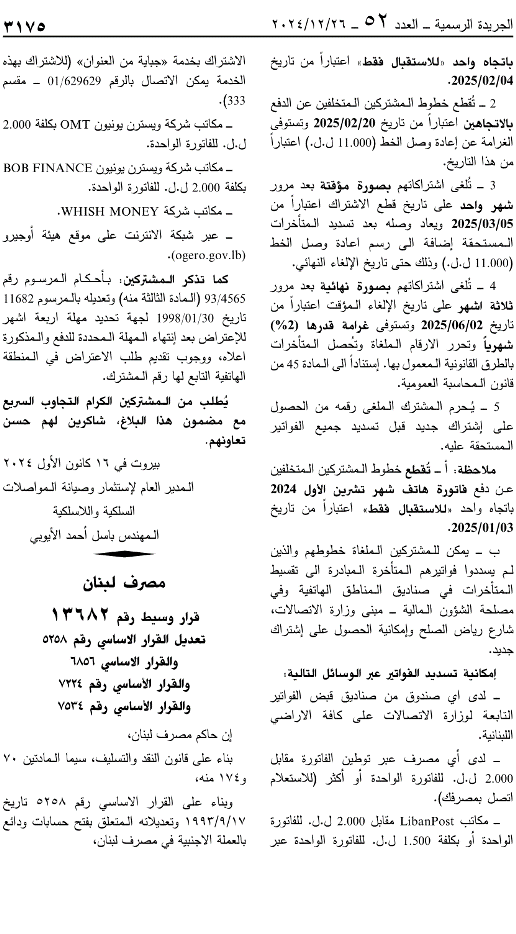 الجريدة الرسمية ــ العدد ٥٢ ــ ٢٠٢٤/١٢/٢٦
٣١٧٥
باتجاه واحد «للاستقبال فقط» اعتباراً من تاريخ
2025/02/04.
2 ــ تُقطع خطوط المشتركين المتخلفين عن الدفع
بالاتجاهين اعتباراً من تاريخ 2025/02/20 وتستوفى
الغرامة عن إعادة وصل الخط (11.000 ل.ل.) اعتباراً
من هذا التاريخ.
3 ــ تُلغى اشتراكاتهم بصورة مؤقتة بعد مرور
شهر واحد على تاريخ قطع الاشتراك اعتباراً من
2025/03/05 ويعاد وصله بعد تسديد المتأخرات
المستحقة إضافة الى رسم اعادة وصل الخط
(11.000 ل.ل.) وذلك حتى تاريخ الإلغاء النهائي.
4 ــ تُلغى اشتراكاتهم بصورة نهائية بعد مرور
ثلاثة اشهر على تاريخ الإلغاء المؤقت اعتباراً من
تاريخ 2025/06/02 وتستوفى غرامة قدرها (2%)
شهرياً وتحرر الارقام الملغاة وتُحصل المتأخرات
بالطرق القانونية المعمول بها. إستناداً الى المادة 45 من
قانون المحاسبة العمومية.
5 ــ يُحرم المشترك الملغى رقمه من الحصول
على إشتراك جديد قبل تسديد جميع الفواتير
المستحقة عليه.
ملاحظة: أ ــ تُقطع خطوط المشتركين المتخلفين
عن دفع فاتورة هاتف شهر تشرين الأول 2024
باتجاه واحد «للاستقبال فقط» اعتباراً من تاريخ
2025/01/03.
ب ــ يمكن للمشتركين الملغاة خطوطهم والذين
لم يسددوا فواتيرهم المتأخرة المبادرة الى تقسيط
المتأخرات في صناديق المناطق الهاتفية وفي
مصلحة الشؤون المالية ــ مبنى وزارة الاتصالات،
شارع رياض الصلح وإمكانية الحصول على إشتراك
جديد.
إمكانية تسديد الفواتير عبر الوسائل التالية:
ــ لدى اي صندوق من صناديق قبض الفواتير
التابعة لوزارة الاتصالات على كافة الاراضي
اللبنانية.
ــ لدى أي مصرف عبر توطين الفاتورة مقابل
2.000 ل.ل. للفاتورة الواحدة أو أكثر (للاستعلام
اتصل بمصرفك).
ــ مكاتب LibanPost مقابل 2.000 ل.ل. للفاتورة
الواحدة أو بكلفة 1.500 ل.ل. للفاتورة الواحدة عبر
الاشتراك بخدمة «جباية من العنوان» (للاشتراك بهذه
الخدمة يمكن الاتصال بالرقم 01/629629 ــ مقسم
333).
ــ مكاتب شركة ويسترن يونيون OMT بكلفة 2.000
ل.ل. للفاتورة الواحدة.
ــ مكاتب شركة ويسترن يونيون BOB FINANCE
بكلفة 2.000 ل.ل. للفاتورة الواحدة.
ــ مكاتب شركة WHISH MONEY.
ــ عبر شبكة الانترنت على موقع هيئة أوجيرو
(ogero.gov.lb).
كما تذكر المشتركين: بأحكام المرسوم رقم
93/4565 (المادة الثالثة منه) وتعديله بالمرسوم 11682
تاريخ 1998/01/30 لجهة تحديد مهلة اربعة اشهر
للإعتراض بعد إنتهاء المهلة المحددة للدفع والمذكورة
اعلاه، ووجوب تقديم طلب الاعتراض في المنطقة
الهاتفية التابع لها رقم المشترك.
يُطلب من المشتركين الكرام التجاوب السريع
مع مضمون هذا البلاغ، شاكرين لهم حسن
تعاونهم.
بيروت في ١٦ كانون الأول ٢٠٢٤
المدير العام لإستثمار وصيانة المواصلات
السلكية واللاسلكية
المهندس باسل أحمد الأيوبي
مصرف لبنان
قرار وسيط رقم ١٣٦٨٢
تعديل القرار الاساسي رقم ٥٢٥٨
والقرار الاساسي ٦٨٥٦
والقرار الأساسي رقم ٧٢٢٤
والقرار الأساسي رقم ٧٥٣٤
إن حاكم مصرف لبنان،
بناء على قانون النقد والتسليف، سيما المادتين ٧٠
و١٧٤ منه،
وبناء على القرار الاساسي رقم ٥٢٥٨ تاريخ
١٩٩٣/٩/١٧ وتعديلاته المتعلق بفتح حسابات ودائع
بالعملة الاجنبية في مصرف لبنان،